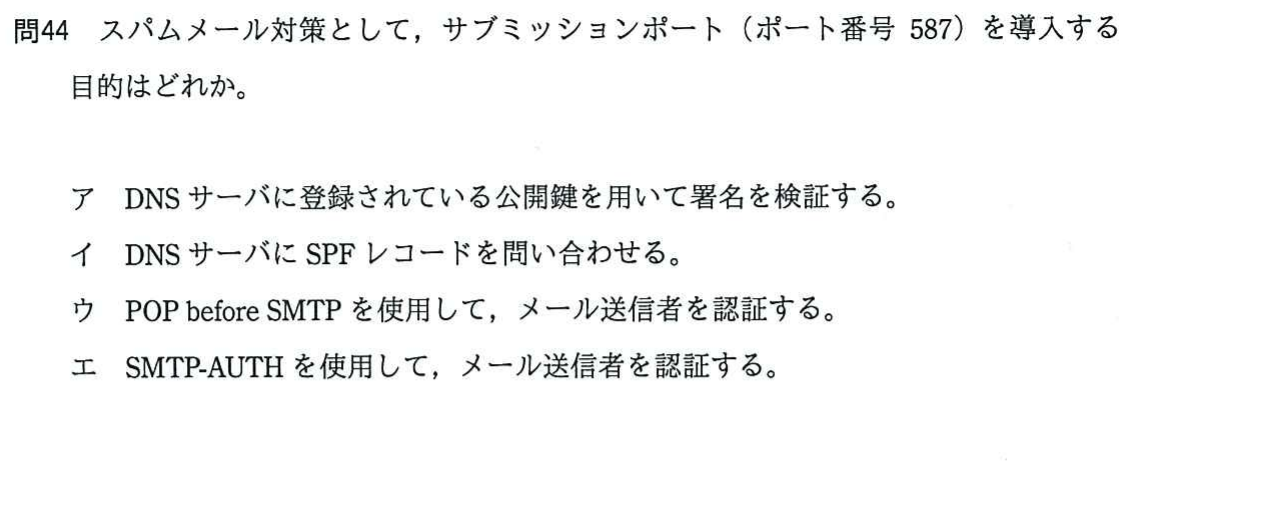 問44　スパムメール対策として，サブミッションポート（ポート番号 587）を導入する
目的はどれか。
ア　DNS サーバに登録されている公開鍵を用いて署名を検証する。
イ　DNS サーバに SPF レコードを問い合わせる。
ウ　POP before SMTP を使用して，メール送信者を認証する。
エ　SMTP-AUTH を使用して，メール送信者を認証する。